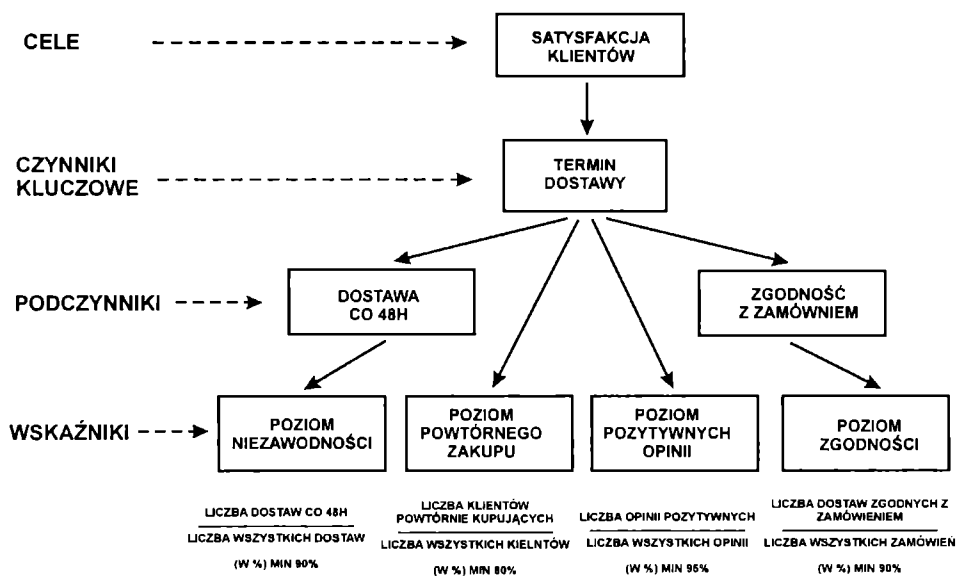 CELE
SATYSFAKCJA
KLIENTÓW
CZYNNIKI
KLUCZOWE
TERMIN
DOSTAWY
PODCZYNNIKI
DOSTAWA
CO 48H
ZGODNOŚĆ
Z ZAMÓWNIEM
WSKAŹNIKI
POZIOM
NIEZAWODNOŚCI
POZIOM
POWTÓRNEGO
ZAKUPU
POZIOM
POZYTYWNYCH
OPINII
POZIOM
ZGODNOŚCI
LICZBA DOSTAW CO 48H
LICZBA WSZYSTKICH DOSTAW
(W %) MIN 90%
LICZBA KLIENTÓW
POWTÓRNIE KUPUJĄCYCH
LICZBA WSZYSTKICH KIELNTÓW
(W %) MIN 80%
LICZBA OPINII POZYTYWNYCH
LICZBA WSZYSTKICH OPINII
(W %) MIN 95%
LICZBA DOSTAW ZGODNYCH Z
ZAMÓWIENIEM
LICZBA WSZYSTKICH ZAMÓWIEŃ
(W %) MIN 90%